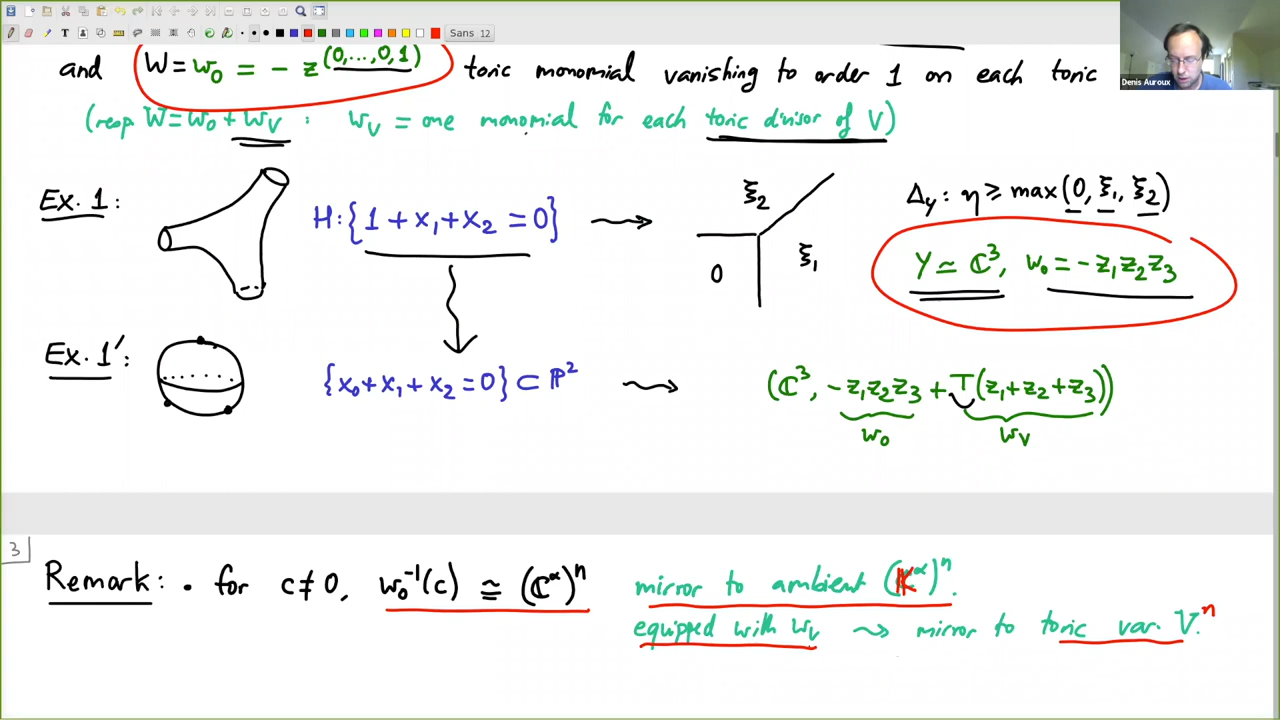 Sans 12
Denis Auroux
and W = w₀ = − z^(0,…,0,1) toric monomial vanishing to order 1 on each toric
(resp W = w₀ + w_V : w_V = one monomial for each toric divisor of V)
Ex. 1: H: {1 + x₁ + x₂ = 0} ⇝ 0 ξ₁ ξ₂ Δ_Y : η ⩾ max(0, ξ₁, ξ₂)
Y ≃ ℂ³, w₀ = − z₁z₂z₃
Ex. 1′: {x₀ + x₁ + x₂ = 0} ⊂ ℙ² ⇝ (ℂ³, − z₁z₂z₃ + T(z₁ + z₂ + z₃))
w₀ w_V
3
Remark: • for c ≠ 0, w₀⁻¹(c) ≃ (ℂ*)ⁿ mirror to ambient (𝕂*)ⁿ.
equipped with w_V ⇝ mirror to toric var. Vⁿ.